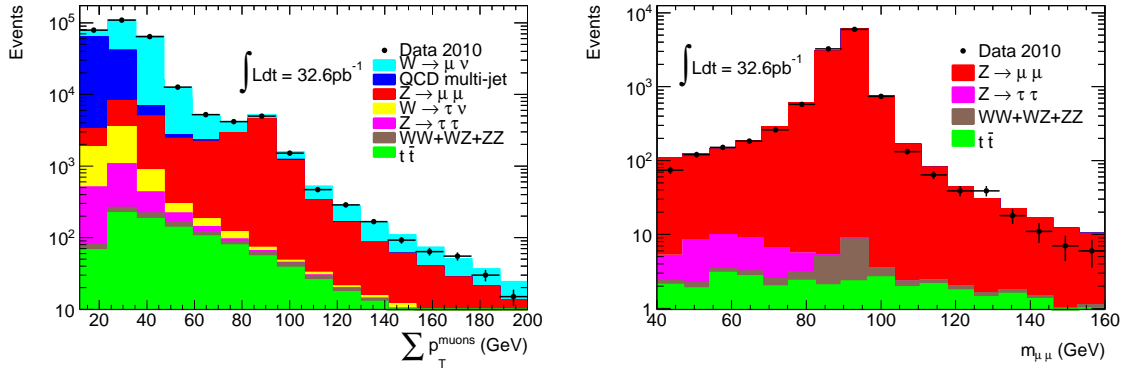 Events
10⁵
10⁴
10³
10²
10
∫ Ldt = 32.6pb⁻¹
Data 2010
W → μ ν
QCD multi-jet
Z → μ μ
W → τ ν
Z → τ τ
WW+WZ+ZZ
t t̄
20 40 60 80 100 120 140 160 180 200
∑ p_T^muons (GeV)
Events
10⁴
10³
10²
10
1
∫ Ldt = 32.6pb⁻¹
Data 2010
Z → μ μ
Z → τ τ
WW+WZ+ZZ
t t̄
40 60 80 100 120 140 160
m_μ μ (GeV)